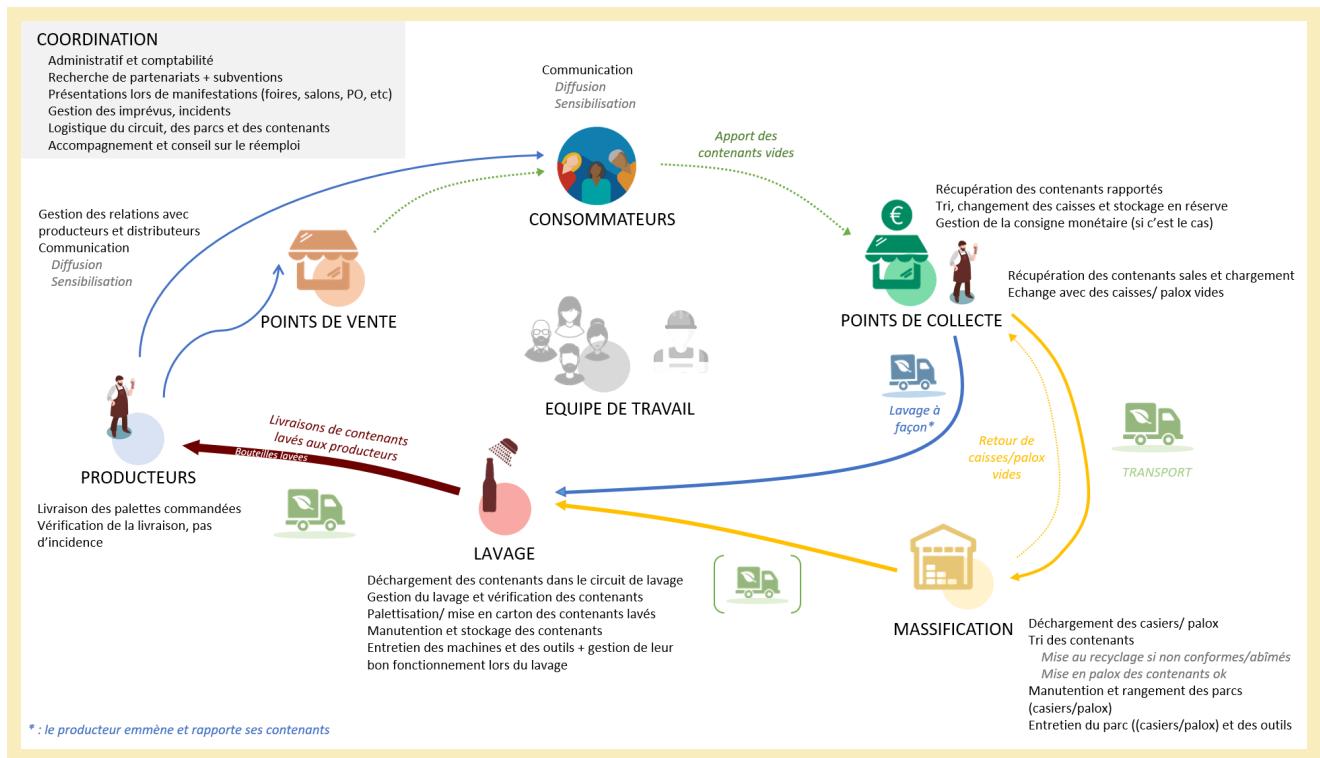 COORDINATION
Administratif et comptabilité
Recherche de partenariats + subventions
Présentations lors de manifestations (foires, salons, PO, etc)
Gestion des imprévus, incidents
Logistique du circuit, des parcs et des contenants
Accompagnement et conseil sur le réemploi
Communication
Diffusion
Sensibilisation
CONSOMMATEURS
Apport des
contenants vides
Récupération des contenants rapportés
Tri, changement des caisses et stockage en réserve
Gestion de la consigne monétaire (si c'est le cas)
€
Récupération des contenants sales et chargement
Echange avec des caisses/ palox vides
POINTS DE COLLECTE
Gestion des relations avec
producteurs et distributeurs
Communication
Diffusion
Sensibilisation
POINTS DE VENTE
EQUIPE DE TRAVAIL
Lavage à
façon*
Retour de
caisses/palox
vides
TRANSPORT
Livraisons de contenants
lavés aux producteurs
Bouteilles lavées
PRODUCTEURS
Livraison des palettes commandées
Vérification de la livraison, pas
d'incidence
LAVAGE
Déchargement des contenants dans le circuit de lavage
Gestion du lavage et vérification des contenants
Palettisation/ mise en carton des contenants lavés
Manutention et stockage des contenants
Entretien des machines et des outils + gestion de leur
bon fonctionnement lors du lavage
MASSIFICATION
Déchargement des casiers/ palox
Tri des contenants
Mise au recyclage si non conformes/abîmés
Mise en palox des contenants ok
Manutention et rangement des parcs
(casiers/palox)
Entretien du parc ((casiers/palox) et des outils
* : le producteur emmène et rapporte ses contenants